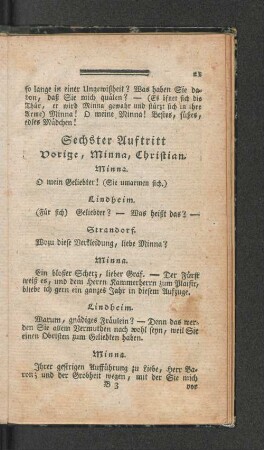 21
so lange in einer Ungewißheit? Was haben Sie da-
von, daß Sie mich quälen? — (Es öfnet sich die
Thür, er wird Minna gewahr und stürzt sich in ihre
Arme) Minna! O meine Minna! Bestes, süßes,
edles Mädchen!
Sechster Auftritt
Vorige, Minna, Christian.
Minna.
O mein Geliebter! (Sie umarmen sich.)
Lindheim.
(Für sich) Geliebter? — Was heißt das? —
Strandorf.
Wozu diese Verkleidung, liebe Minna?
Minna.
Ein bloßer Scherz, lieber Graf. — Der Fürst
weiß es, und dem Herrn Kammerherrn zum Plaisir,
bliebe ich gern ein ganzes Jahr in diesem Aufzuge.
Lindheim.
Warum, gnädiges Fräulein? — Denn das wer-
den Sie allem Vermuthen nach wohl seyn, weil Sie
einen Obersten zum Geliebten haben.
Minna.
Ihrer gestrigen Aufführung zu Liebe, Herr Ba-
ron; und der Grobheit wegen, mit der Sie mich
B 3 vor